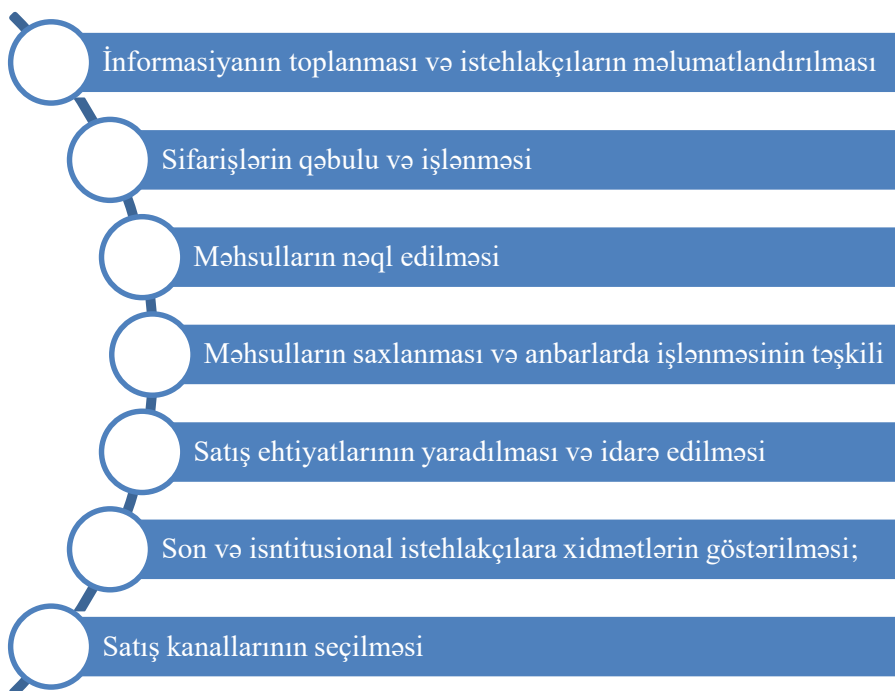 İnformasiyanın toplanması və istehlakçıların məlumatlandırılması
Sifarişlərin qəbulu və işlənməsi
Məhsulların nəql edilməsi
Məhsulların saxlanması və anbarlarda işlənməsinin təşkili
Satış ehtiyatlarının yaradılması və idarə edilməsi
Son və isntitusional istehlakçılara xidmətlərin göstərilməsi;
Satış kanallarının seçilməsi